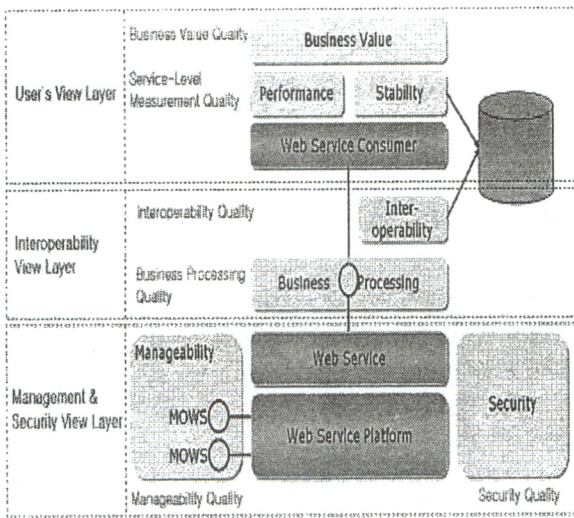 Business Value Quality
Business Value
User's View Layer
Service-Level
Measurement Quality
Performance
Stability
Web Service Consumer
Interoperability
View Layer
Interoperability Quality
Inter-
operability
Business Processing
Quality
Business Processing
Management &
Security View Layer
Manageability
MOWS
MOWS
Manageability Quality
Web Service
Web Service Platform
Security
Security Quality